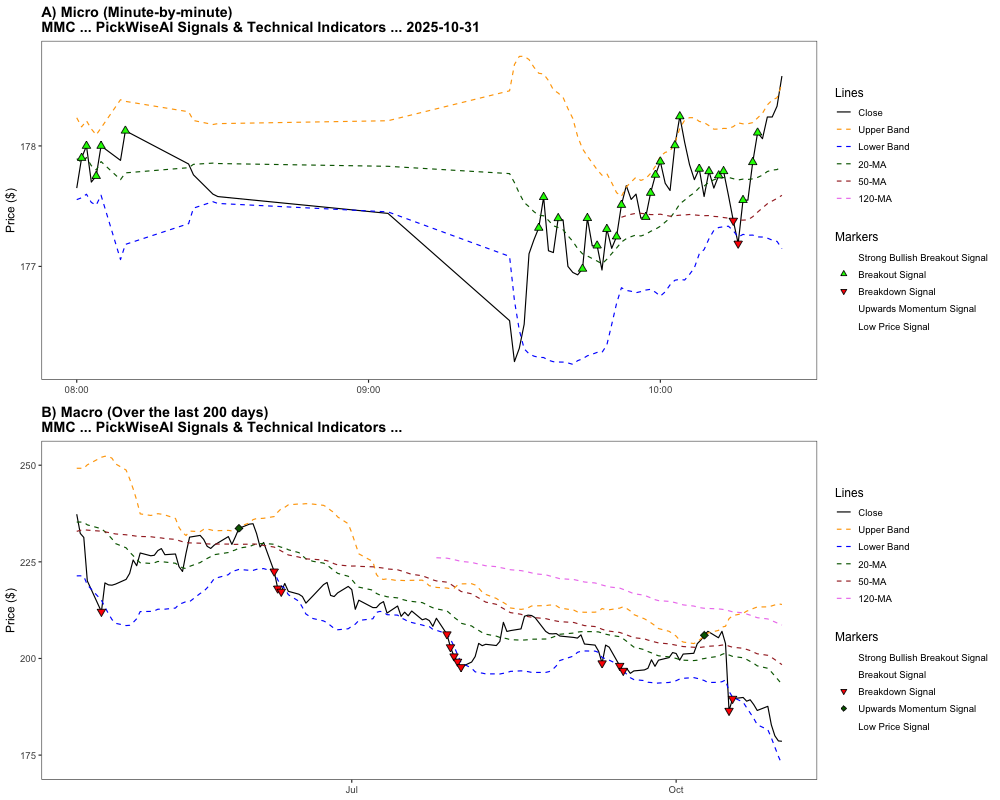 A) Micro (Minute-by-minute)
MMC ... PickWiseAI Signals & Technical Indicators ... 2025-10-31
Price ($)
178
177
08:00
09:00
10:00
Lines
Close
Upper Band
Lower Band
20-MA
50-MA
120-MA
Markers
Strong Bullish Breakout Signal
Breakout Signal
Breakdown Signal
Upwards Momentum Signal
Low Price Signal
B) Macro (Over the last 200 days)
MMC ... PickWiseAI Signals & Technical Indicators ...
Price ($)
250
225
200
175
Jul
Oct
Lines
Close
Upper Band
Lower Band
20-MA
50-MA
120-MA
Markers
Strong Bullish Breakout Signal
Breakout Signal
Breakdown Signal
Upwards Momentum Signal
Low Price Signal